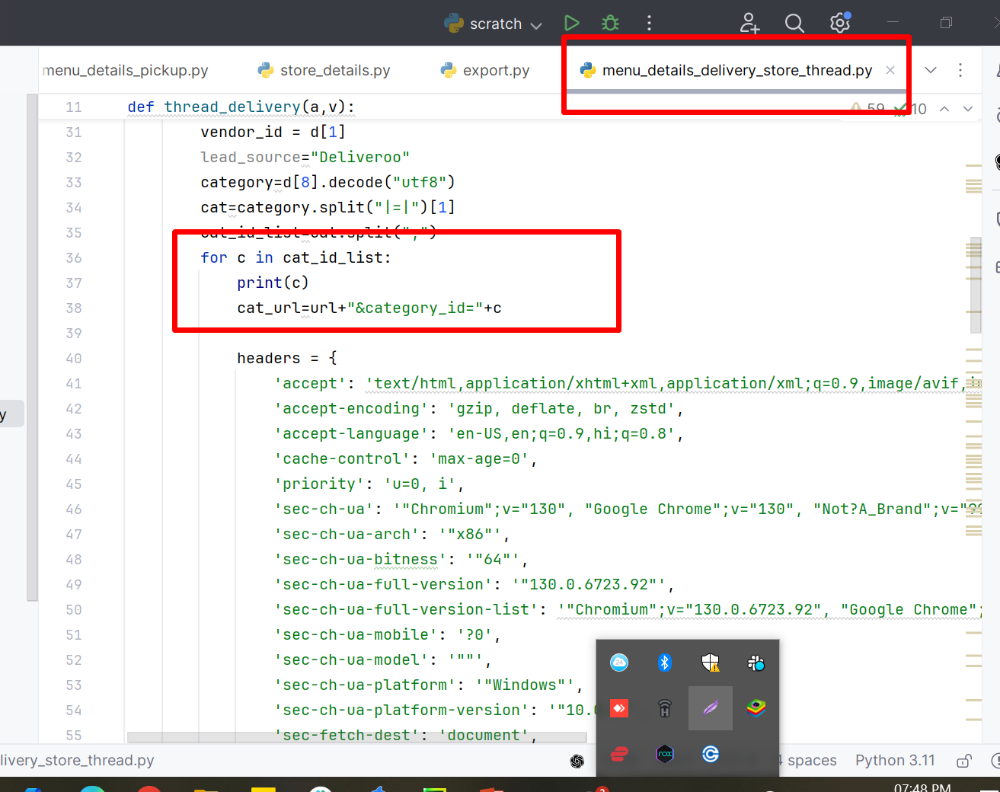 scratch
menu_details_pickup.py
store_details.py
export.py
menu_details_delivery_store_thread.py
11 def thread_delivery(a,v):
59 10
31 vendor_id = d[1]
32 lead_source="Deliveroo"
33 category=d[8].decode("utf8")
34 cat=category.split("|=|")[1]
35 cat_id_list=cat.split(",")
36 for c in cat_id_list:
37 print(c)
38 cat_url=url+"&category_id="+c
39
40 headers = {
41 'accept': 'text/html,application/xhtml+xml,application/xml;q=0.9,image/avif,
42 'accept-encoding': 'gzip, deflate, br, zstd',
43 'accept-language': 'en-US,en;q=0.9,hi;q=0.8',
44 'cache-control': 'max-age=0',
45 'priority': 'u=0, i',
46 'sec-ch-ua': '"Chromium";v="130", "Google Chrome";v="130", "Not?A_Brand";v="99
47 'sec-ch-ua-arch': '"x86"',
48 'sec-ch-ua-bitness': '"64"',
49 'sec-ch-ua-full-version': '"130.0.6723.92"',
50 'sec-ch-ua-full-version-list': '"Chromium";v="130.0.6723.92", "Google Chrome";
51 'sec-ch-ua-mobile': '?0',
52 'sec-ch-ua-model': '""',
53 'sec-ch-ua-platform': '"Windows"',
54 'sec-ch-ua-platform-version': '"10.
55 'sec-fetch-dest': 'document',
y
livery_store_thread.py
4 spaces
Python 3.11
nox
2
07:48 PM